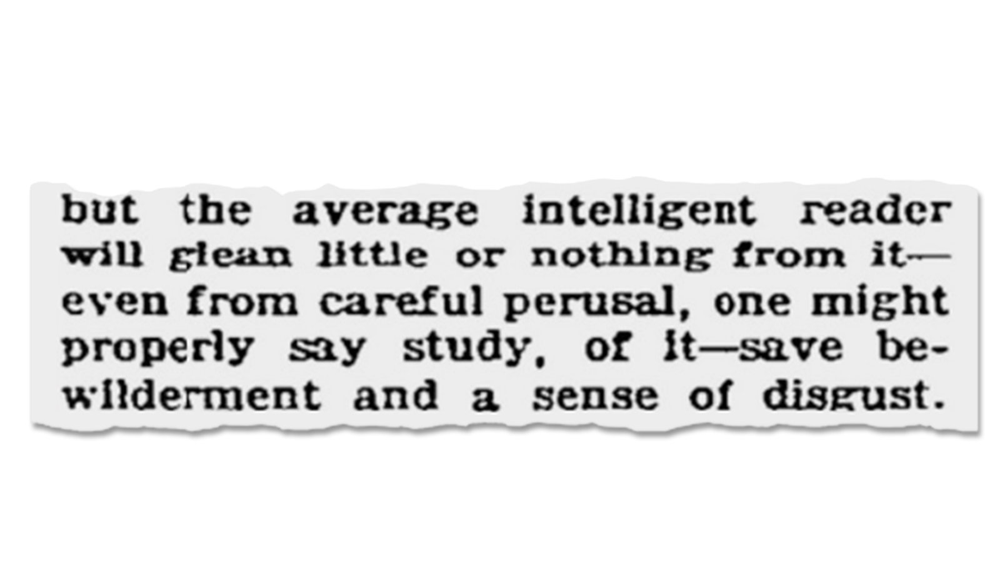 but the average intelligent reader
will glean little or nothing from it—
even from careful perusal, one might
properly say study, of it—save be-
wilderment and a sense of disgust.